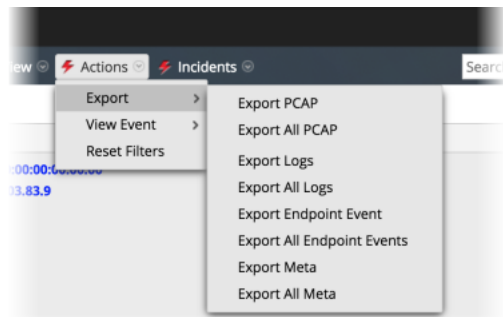 Actions
Incidents
Export
View Event
Reset Filters
Export PCAP
Export All PCAP
Export Logs
Export All Logs
Export Endpoint Event
Export All Endpoint Events
Export Meta
Export All Meta